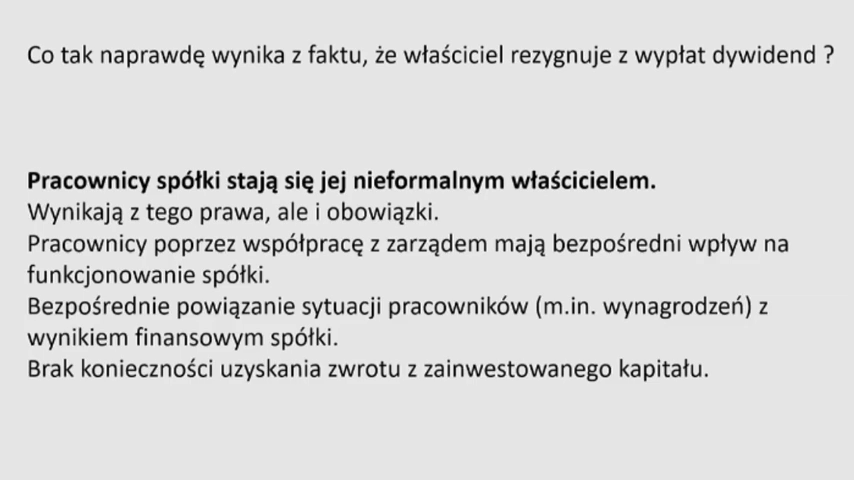 Co tak naprawdę wynika z faktu, że właściciel rezygnuje z wypłat dywidend ?
Pracownicy spółki stają się jej nieformalnym właścicielem.
Wynikają z tego prawa, ale i obowiązki.
Pracownicy poprzez współpracę z zarządem mają bezpośredni wpływ na
funkcjonowanie spółki.
Bezpośrednie powiązanie sytuacji pracowników (m.in. wynagrodzeń) z
wynikiem finansowym spółki.
Brak konieczności uzyskania zwrotu z zainwestowanego kapitału.